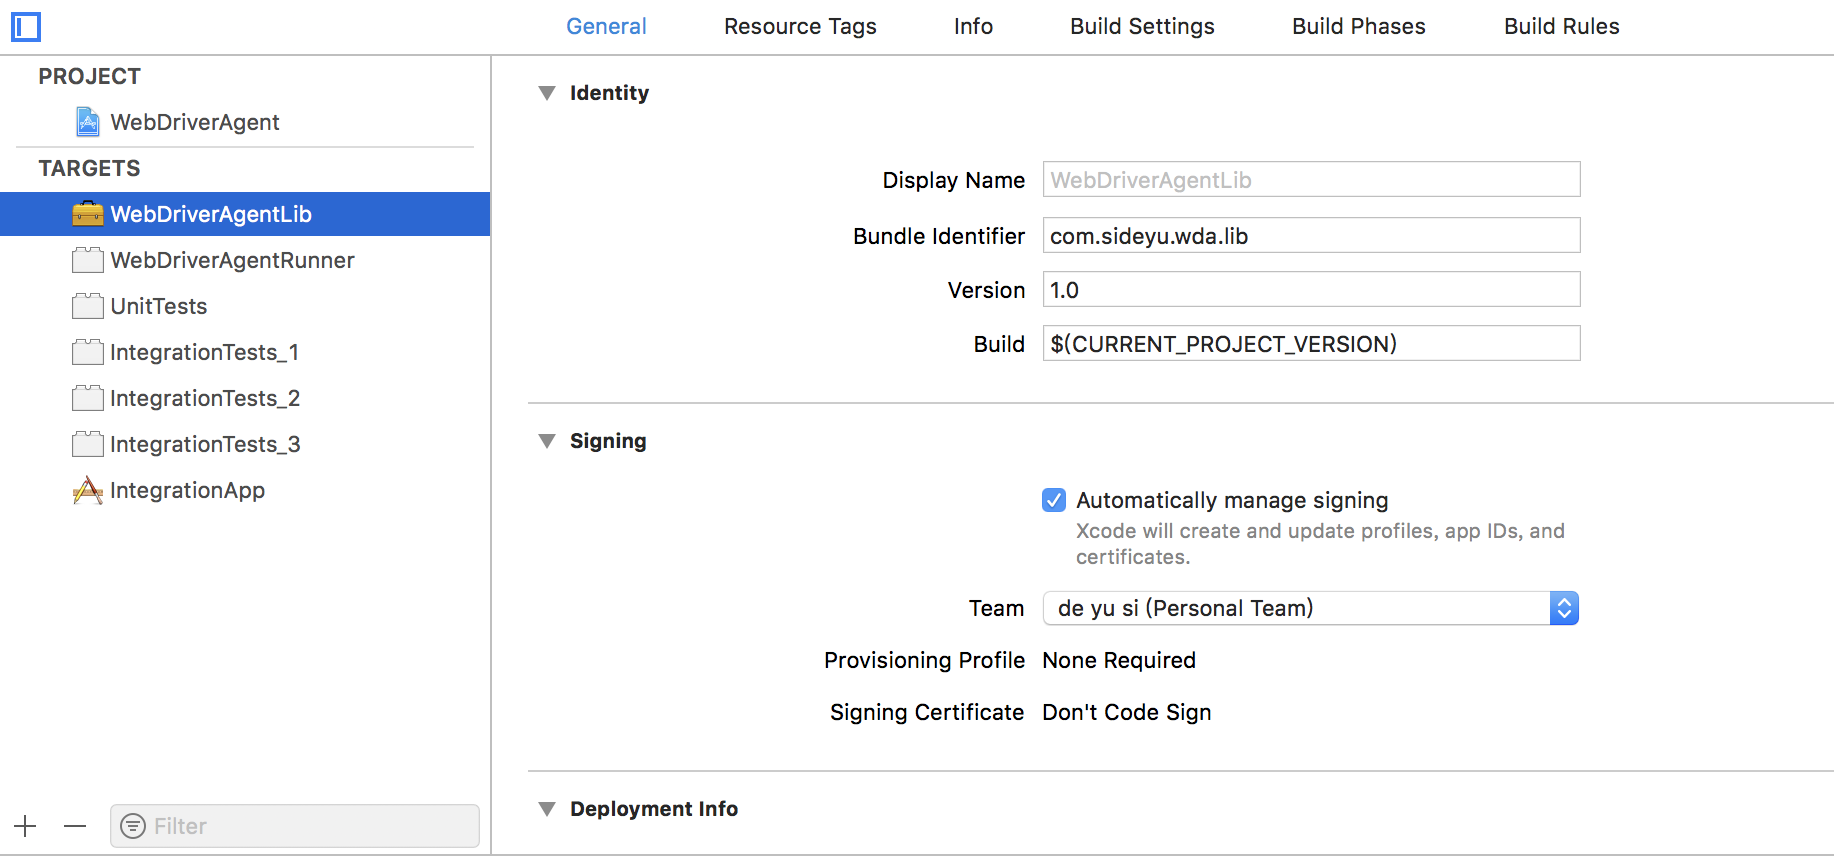 General Resource Tags Info Build Settings Build Phases Build Rules
PROJECT
WebDriverAgent
TARGETS
WebDriverAgentLib
WebDriverAgentRunner
UnitTests
IntegrationTests_1
IntegrationTests_2
IntegrationTests_3
IntegrationApp
Filter
Identity
Display Name WebDriverAgentLib
Bundle Identifier com.sideyu.wda.lib
Version 1.0
Build $(CURRENT_PROJECT_VERSION)
Signing
Automatically manage signing
Xcode will create and update profiles, app IDs, and
certificates.
Team de yu si (Personal Team)
Provisioning Profile None Required
Signing Certificate Don't Code Sign
Deployment Info